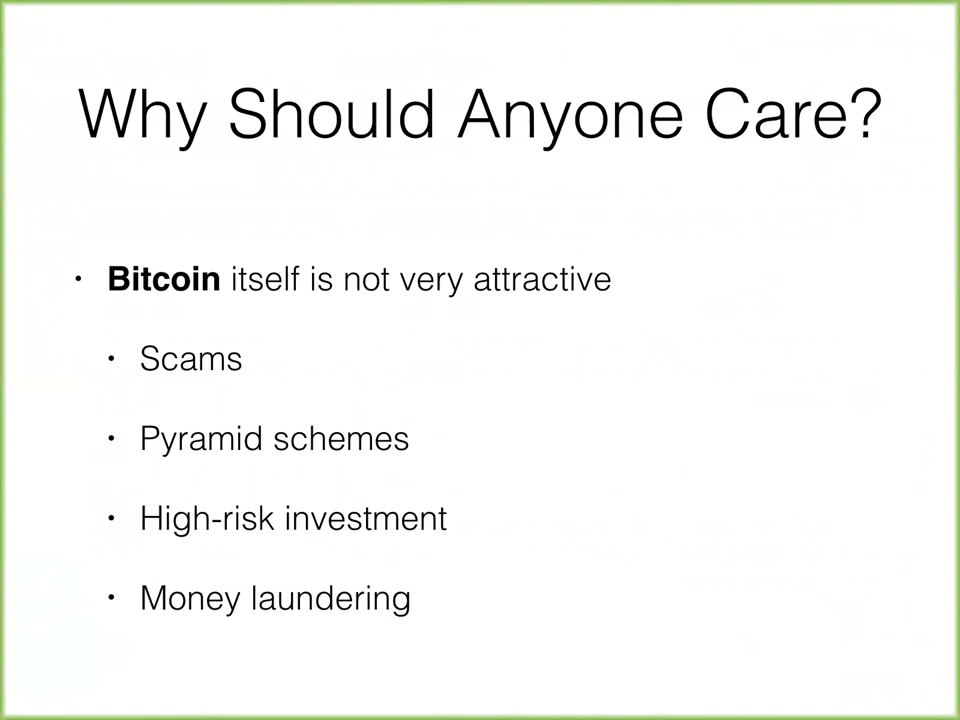 Why Should Anyone Care?
• Bitcoin itself is not very attractive
• Scams
• Pyramid schemes
• High-risk investment
• Money laundering